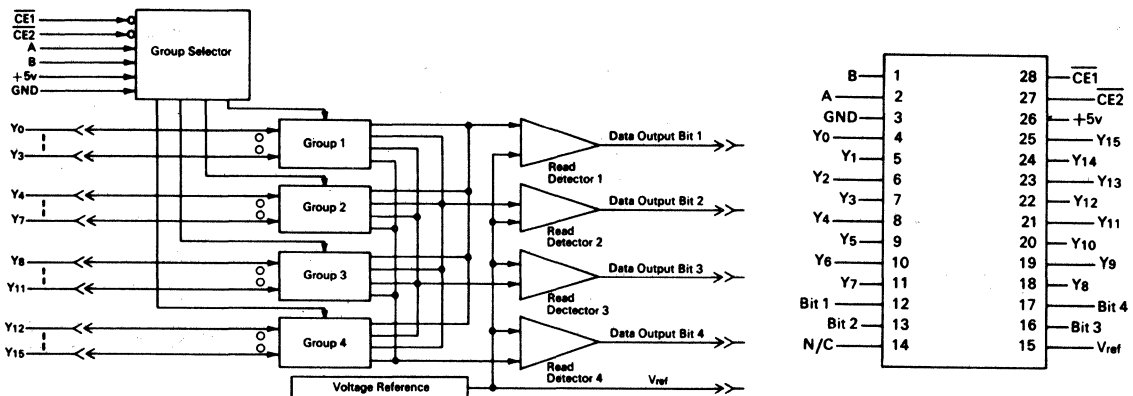 CE1
CE2
A
B
+5v
GND
Group Selector
Y0
Y3
Group 1
Y4
Y7
Group 2
Y8
Y11
Group 3
Y12
Y15
Group 4
Voltage Reference
Data Output Bit 1
Read
Detector 1
Data Output Bit 2
Read
Detector 2
Data Output Bit 3
Read
Dectector 3
Data Output Bit 4
Read
Detector 4
Vref
B 1 28 CE1
A 2 27 CE2
GND 3 26 +5v
Y0 4 25 Y15
Y1 5 24 Y14
Y2 6 23 Y13
Y3 7 22 Y12
Y4 8 21 Y11
Y5 9 20 Y10
Y6 10 19 Y9
Y7 11 18 Y8
Bit 1 12 17 Bit 4
Bit 2 13 16 Bit 3
N/C 14 15 Vref